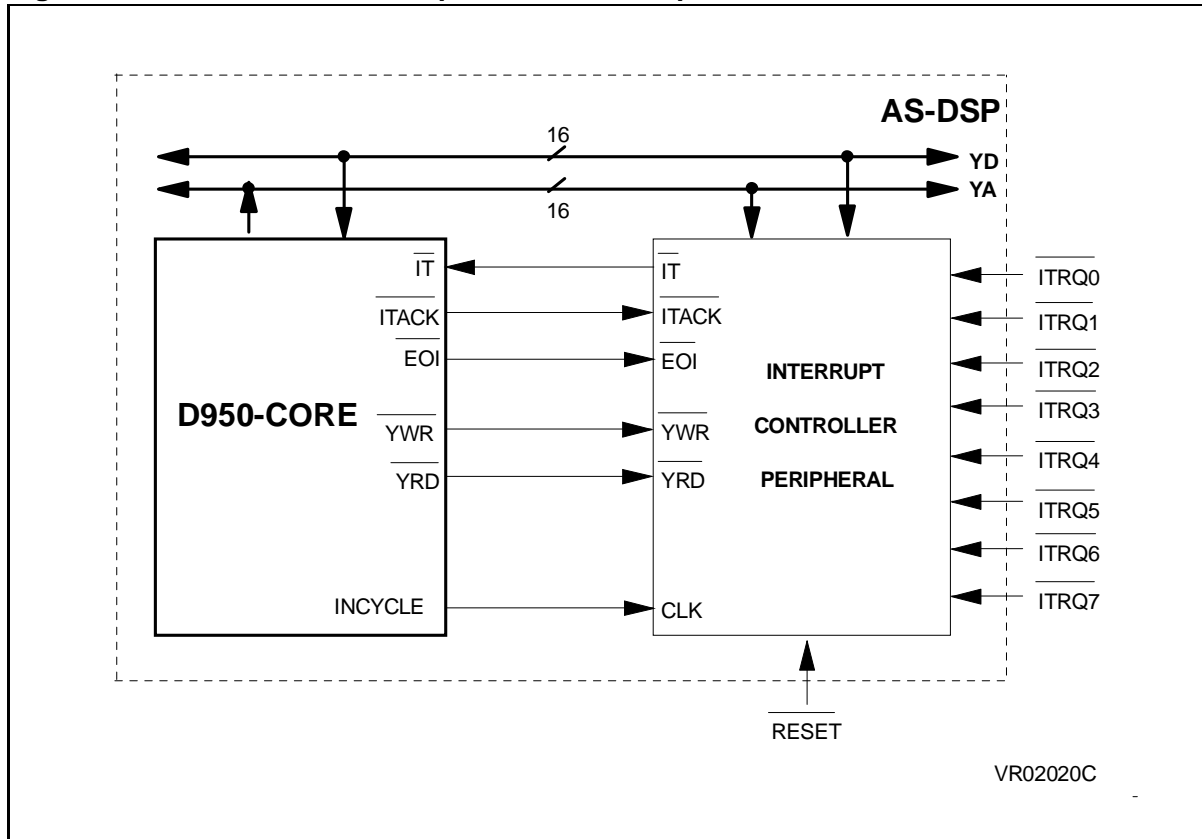 AS-DSP
16
YD
YA
16
IT
IT
ITRQ0
ITACK
ITACK
ITRQ1
EOI
EOI
INTERRUPT
ITRQ2
D950-CORE
YWR
YWR
CONTROLLER
ITRQ3
YRD
YRD
PERIPHERAL
ITRQ4
ITRQ5
ITRQ6
INCYCLE
CLK
ITRQ7
RESET
VR02020C
-